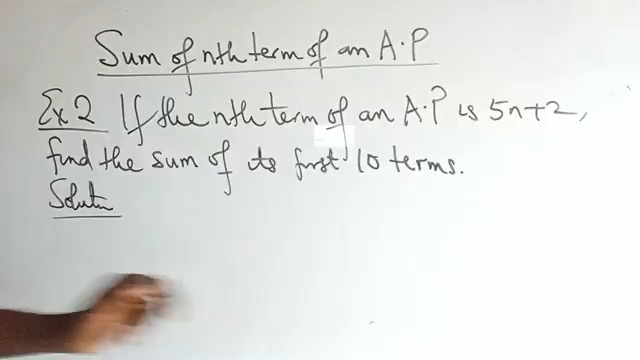 Sum of nth term of an A.P
Ex 2 If the nth term of an A.P is 5n+2,
find the sum of its first 10 terms.
Solution